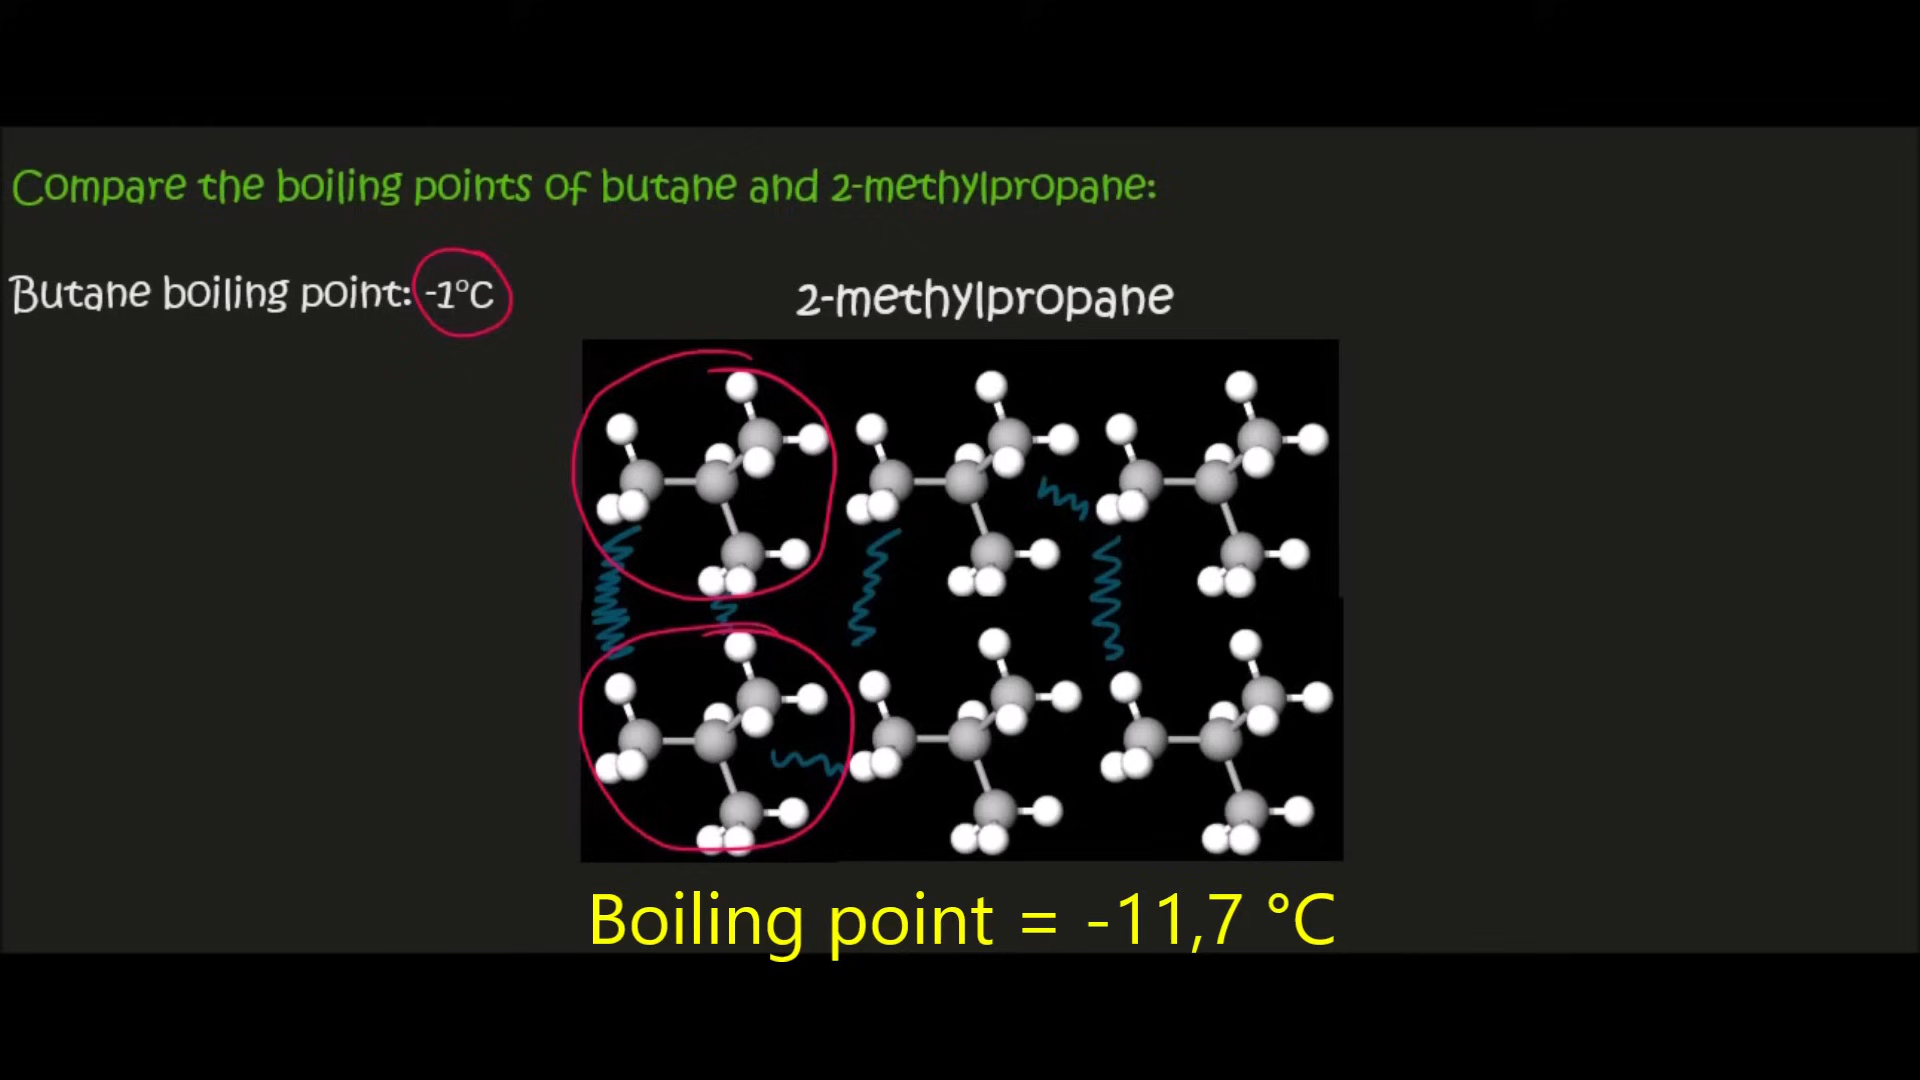 Compare the boiling points of butane and 2-methylpropane:
Butane boiling point: -1°C
2-methylpropane
Boiling point = -11,7 °C